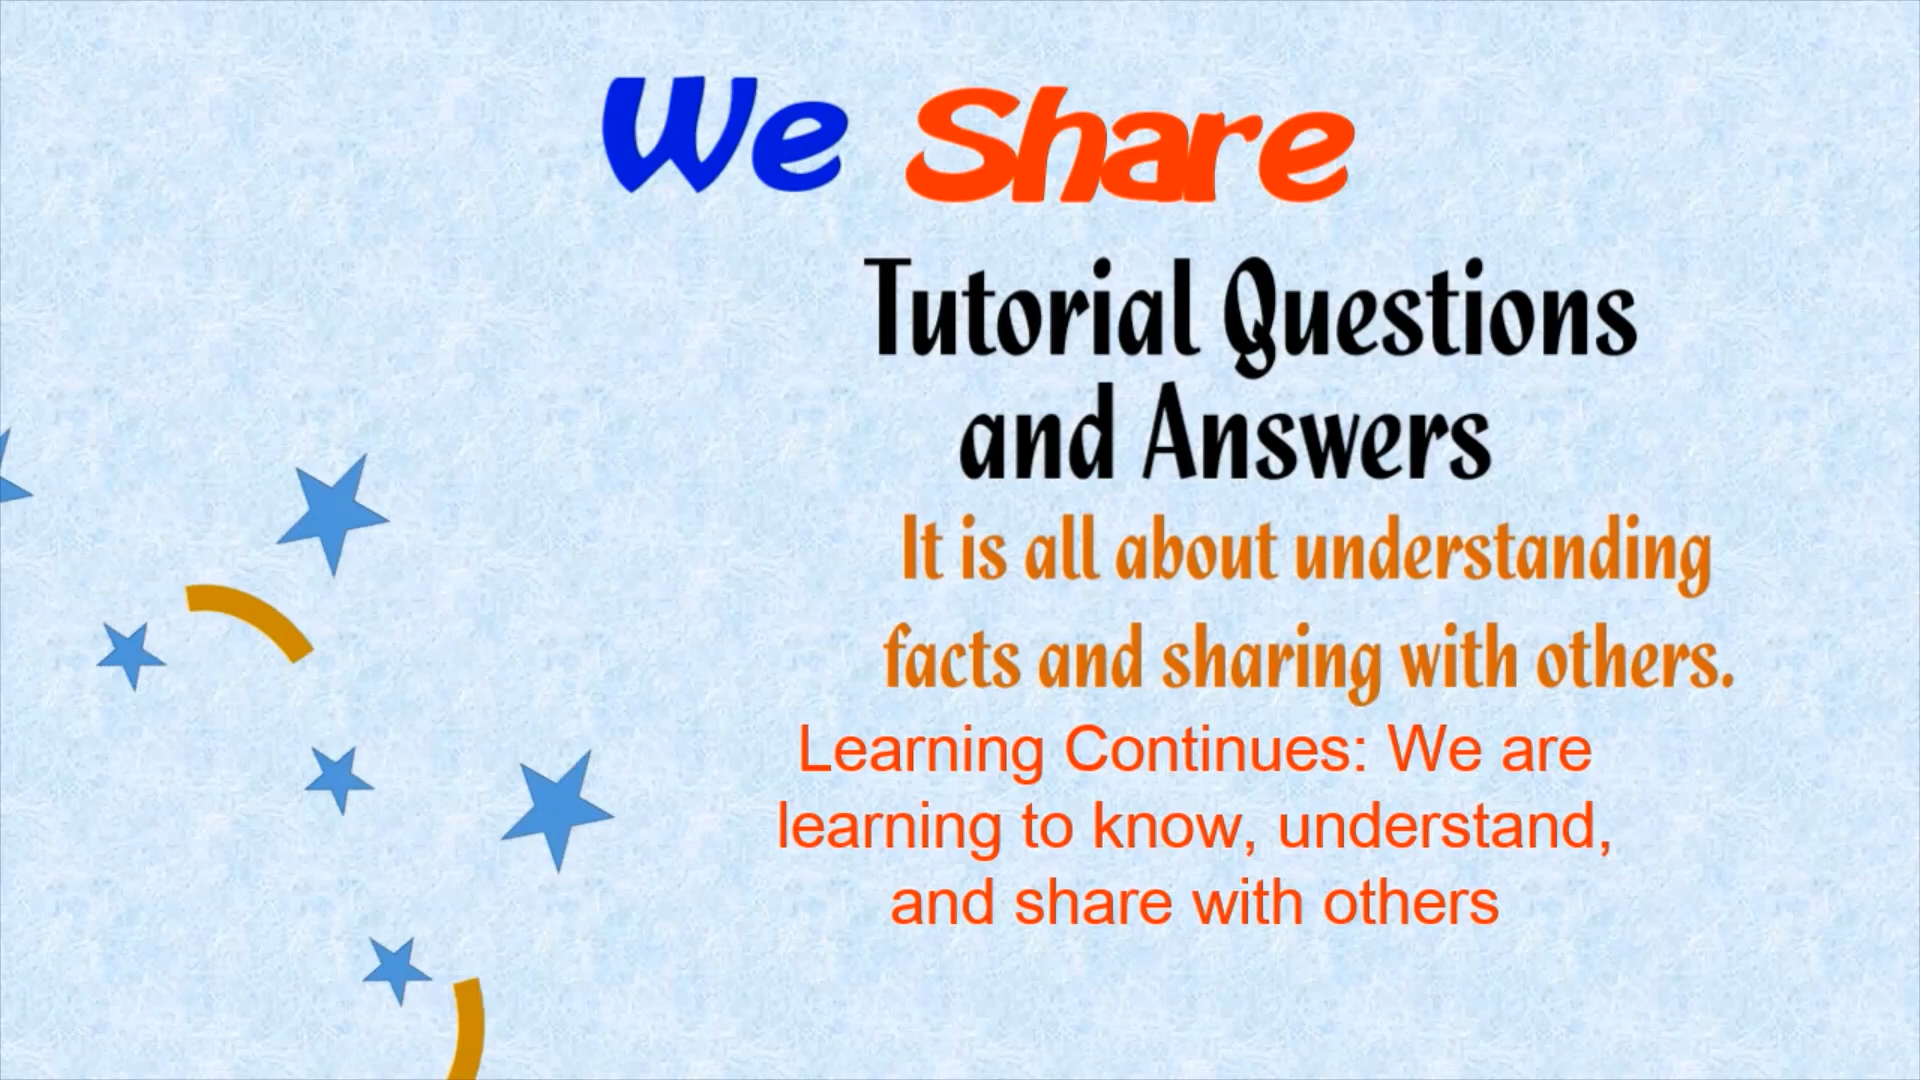 We Share
Tutorial Questions
and Answers
It is all about understanding
facts and sharing with others.
Learning Continues: We are
learning to know, understand,
and share with others